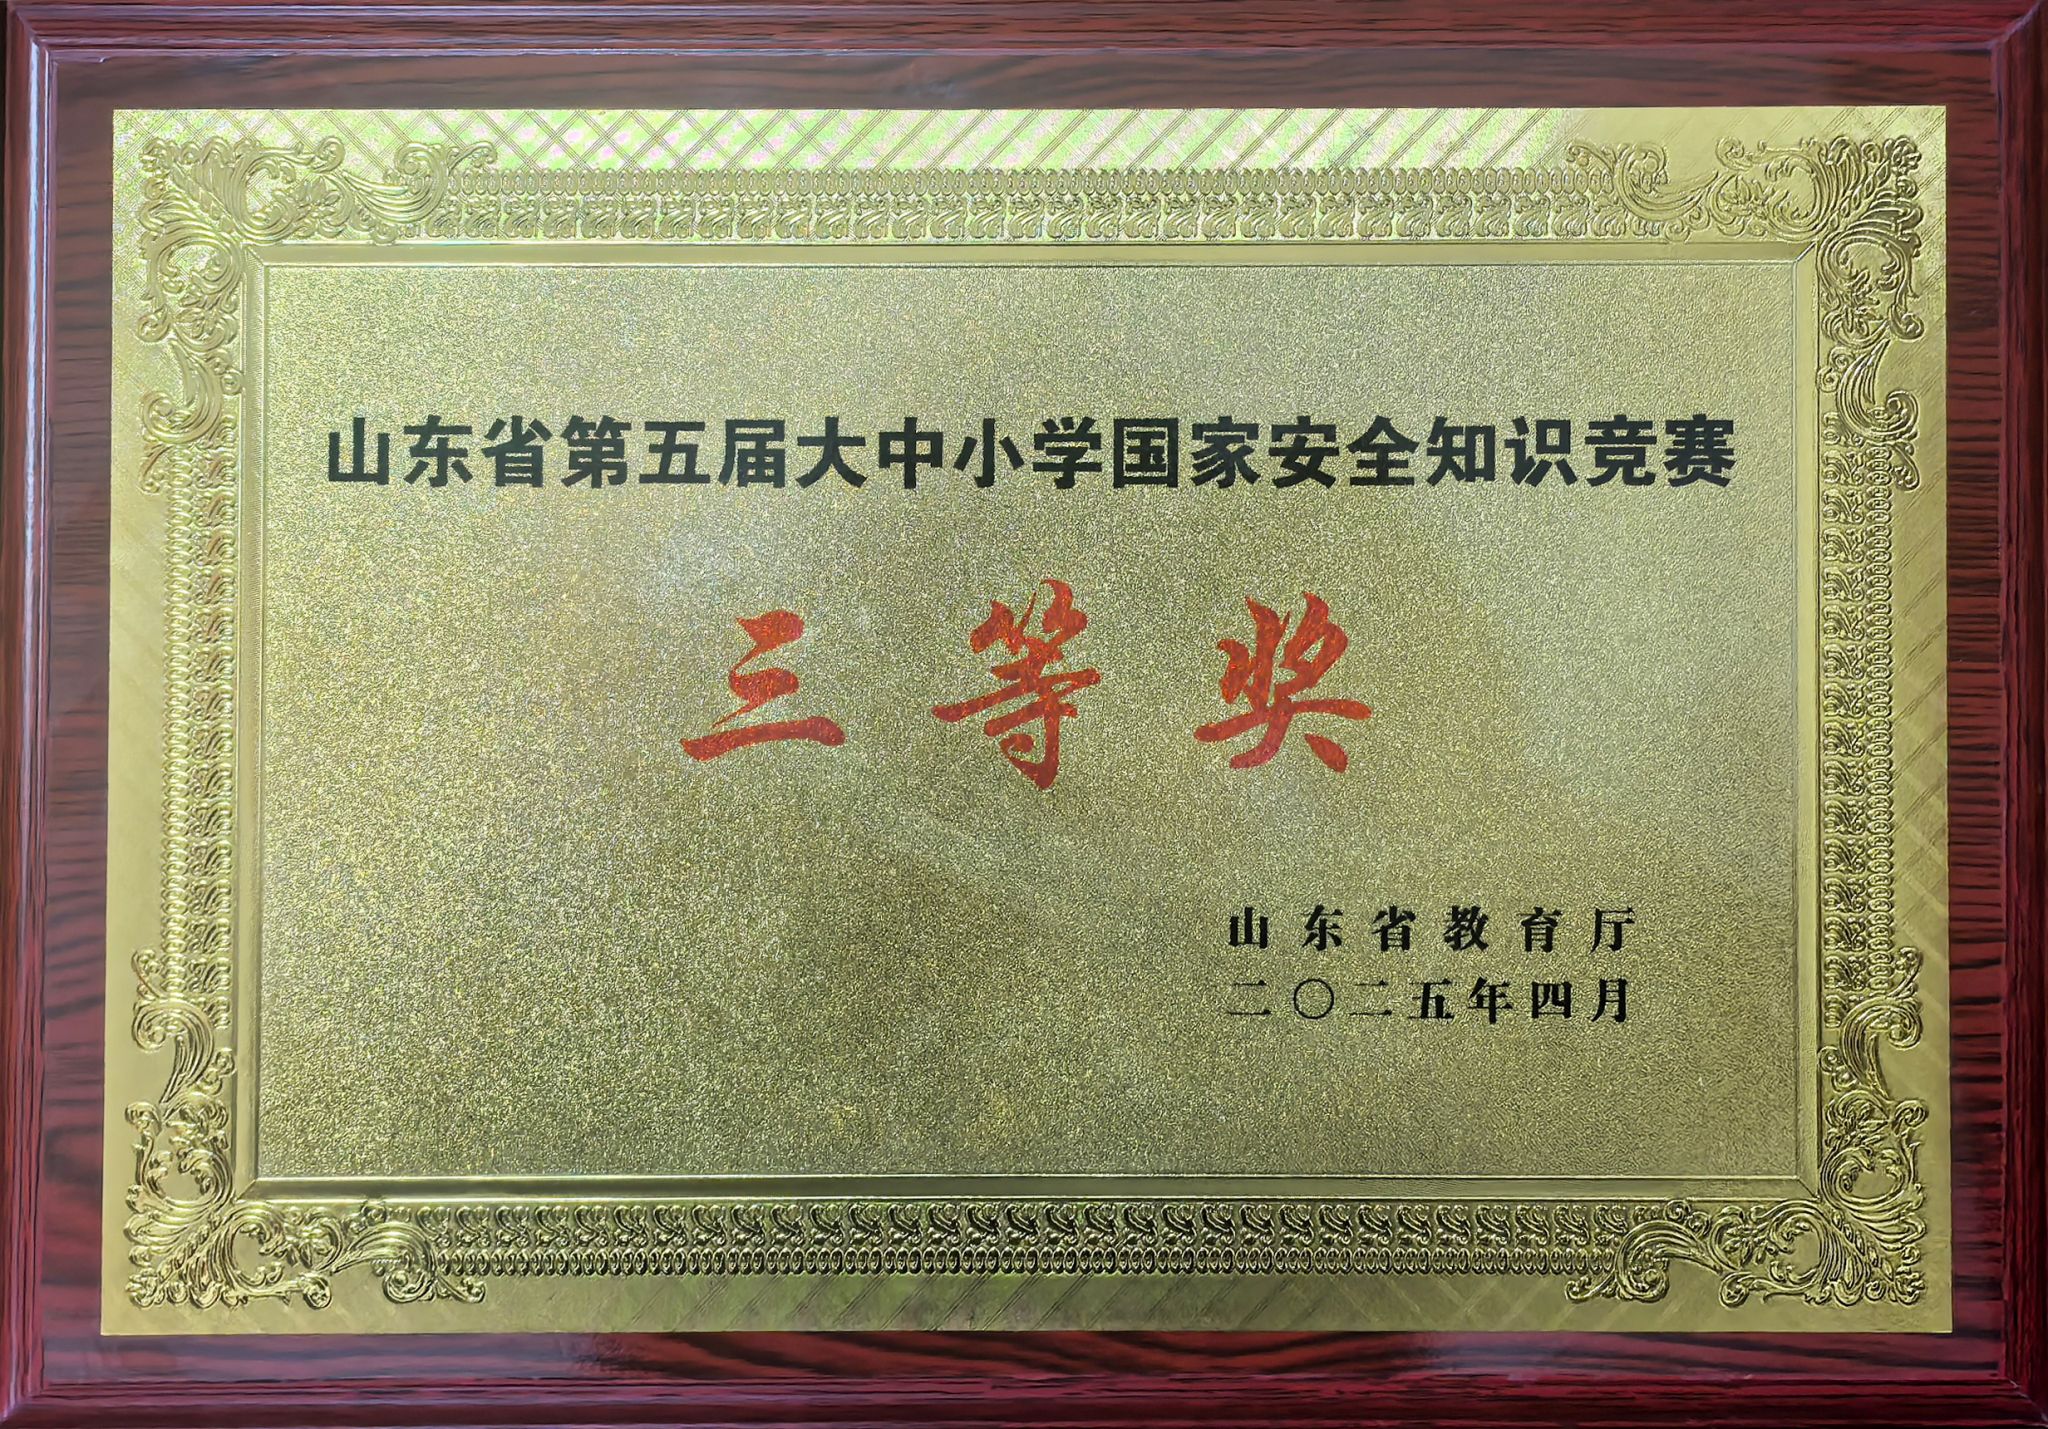 山东省第五届大中小学国家安全知识竞赛
三等奖
山东省教育厅
二〇二五年四月